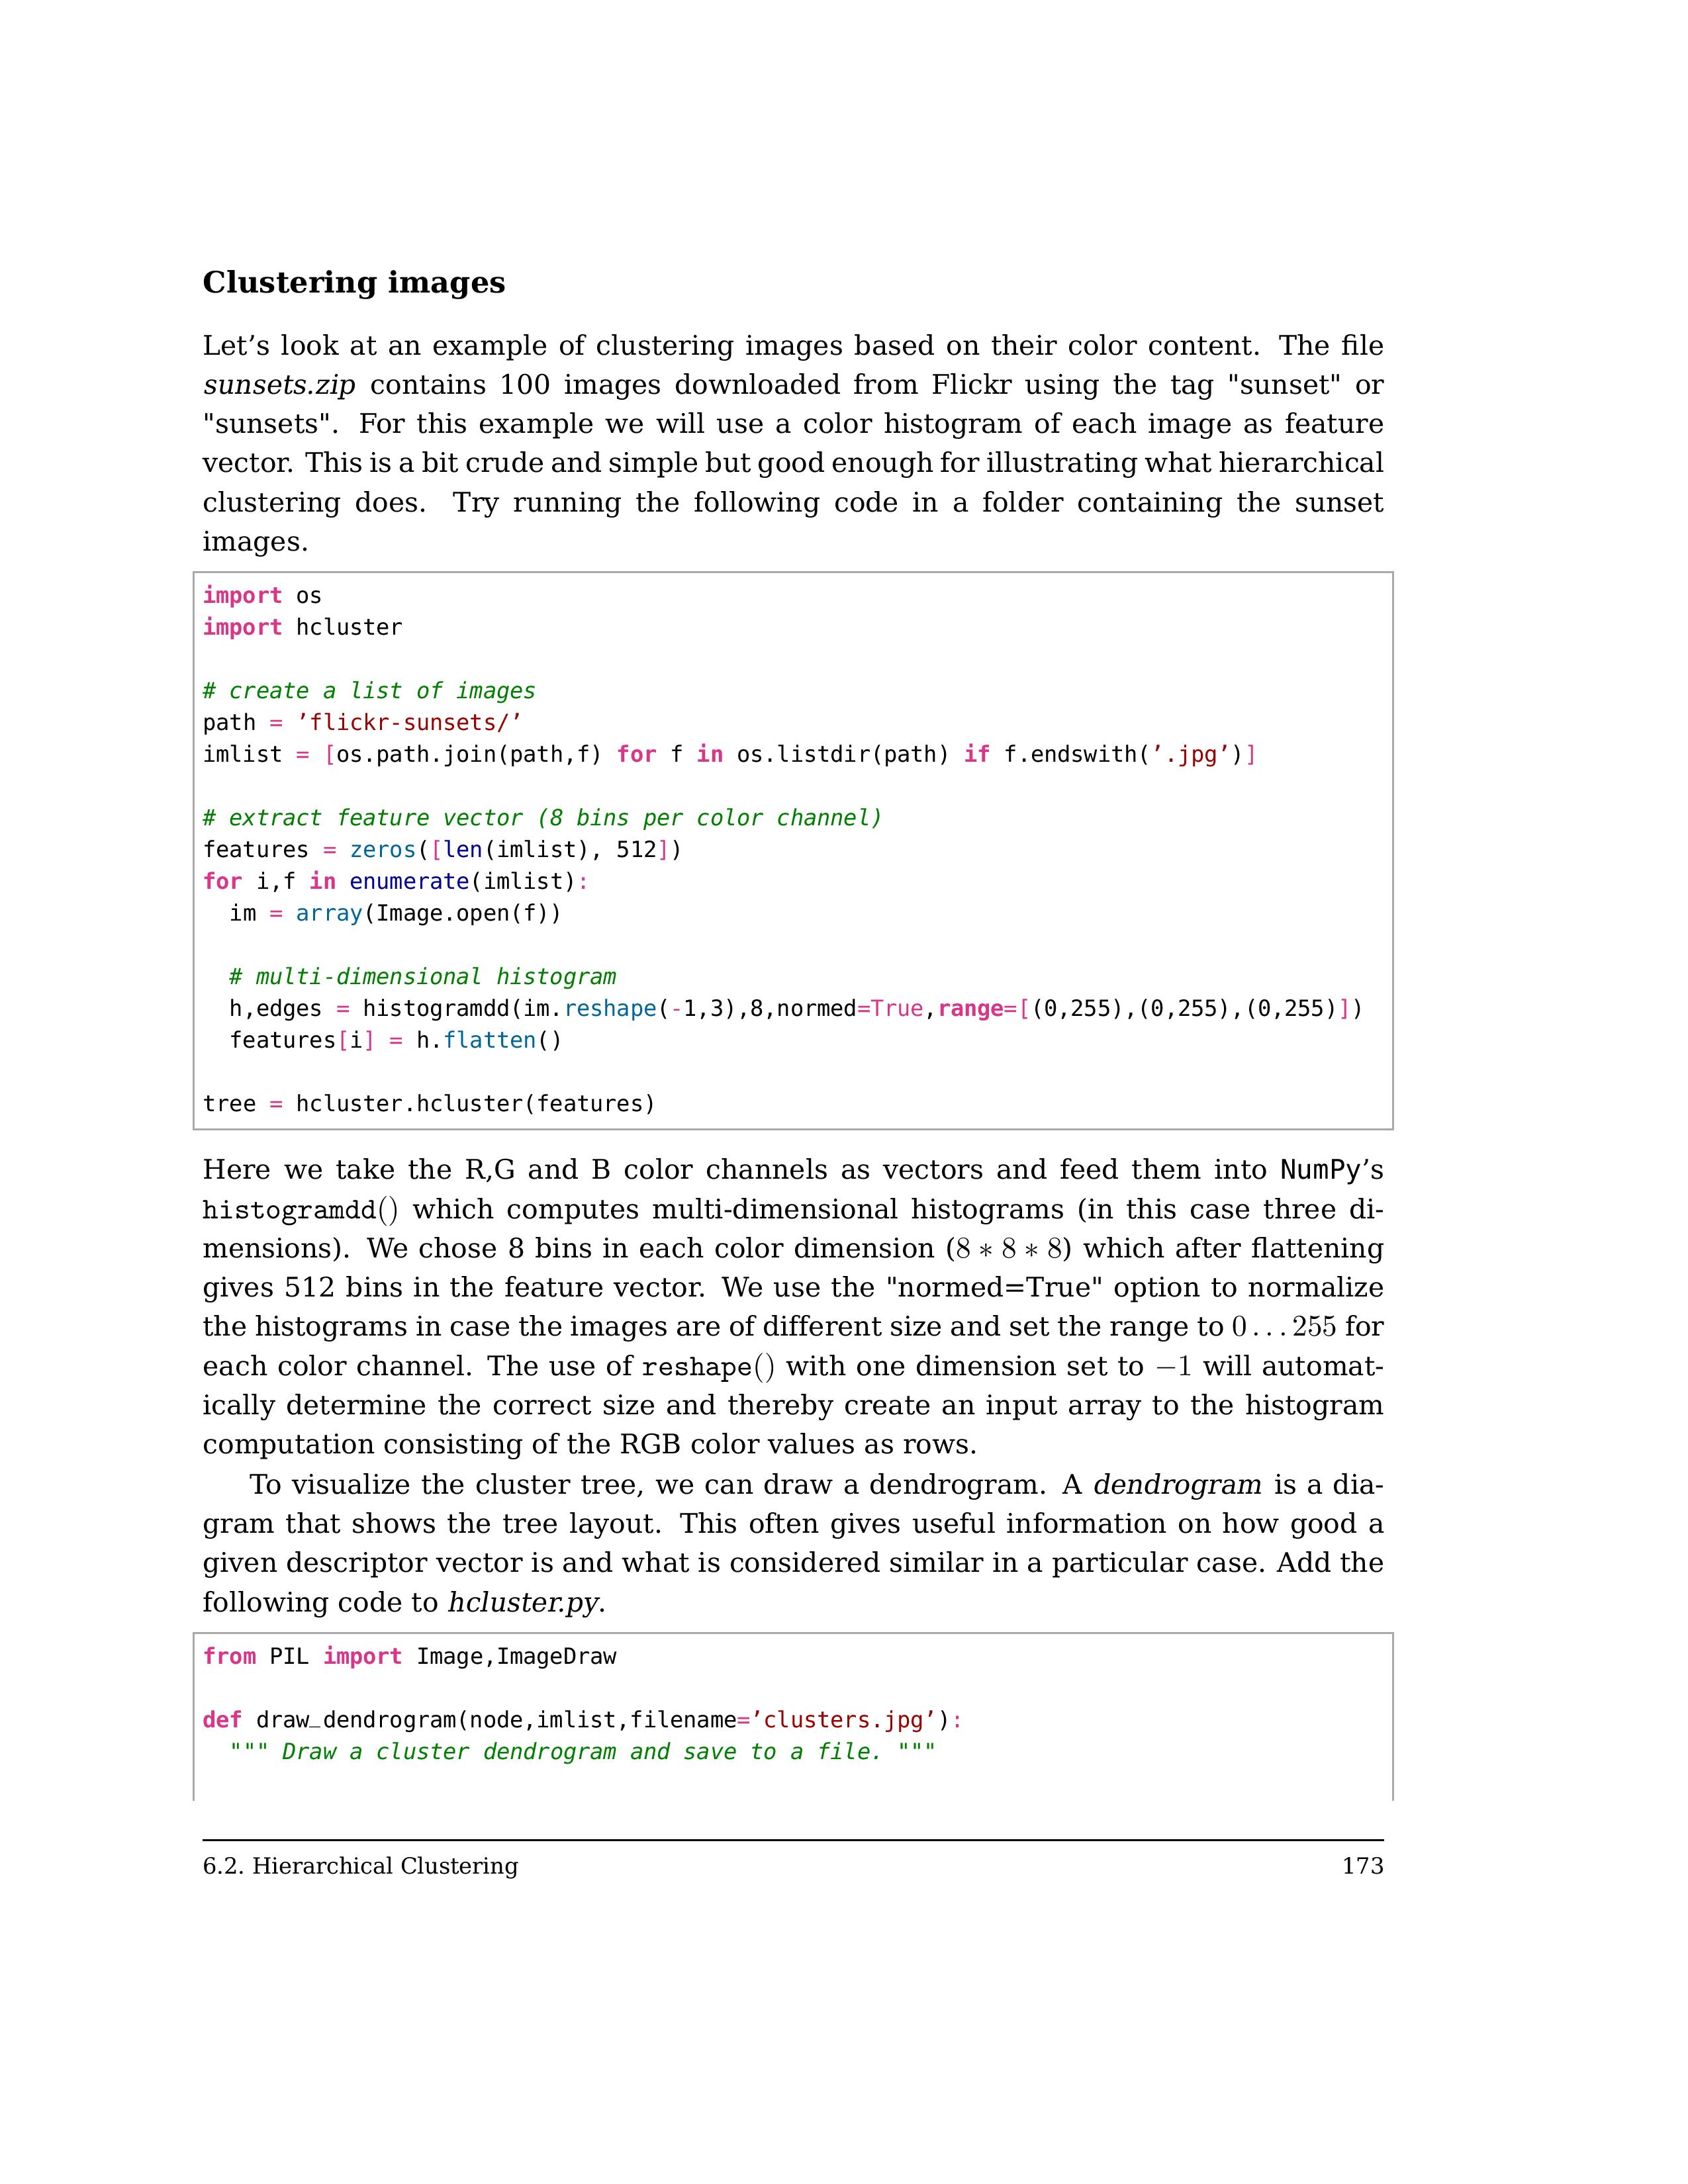 Clustering images
Let’s look at an example of clustering images based on their color content. The file
sunsets.zip contains 100 images downloaded from Flickr using the tag "sunset" or
"sunsets". For this example we will use a color histogram of each image as feature
vector. This is a bit crude and simple but good enough for illustrating what hierarchical
clustering does. Try running the following code in a folder containing the sunset
images.
import os
import hcluster
# create a list of images
path = ’flickr-sunsets/’
imlist = [os.path.join(path,f) for f in os.listdir(path) if f.endswith(’.jpg’)]
# extract feature vector (8 bins per color channel)
features = zeros([len(imlist), 512])
for i,f in enumerate(imlist):
  im = array(Image.open(f))
  # multi-dimensional histogram
  h,edges = histogramdd(im.reshape(-1,3),8,normed=True,range=[(0,255),(0,255),(0,255)])
  features[i] = h.flatten()
tree = hcluster.hcluster(features)
Here we take the R,G and B color channels as vectors and feed them into NumPy’s
histogramdd() which computes multi-dimensional histograms (in this case three di-
mensions). We chose 8 bins in each color dimension (8 ∗ 8 ∗ 8) which after flattening
gives 512 bins in the feature vector. We use the "normed=True" option to normalize
the histograms in case the images are of different size and set the range to 0 . . . 255 for
each color channel. The use of reshape() with one dimension set to −1 will automat-
ically determine the correct size and thereby create an input array to the histogram
computation consisting of the RGB color values as rows.
To visualize the cluster tree, we can draw a dendrogram. A dendrogram is a dia-
gram that shows the tree layout. This often gives useful information on how good a
given descriptor vector is and what is considered similar in a particular case. Add the
following code to hcluster.py.
from PIL import Image,ImageDraw
def draw_dendrogram(node,imlist,filename=’clusters.jpg’):
  """ Draw a cluster dendrogram and save to a file. """
6.2. Hierarchical Clustering 173